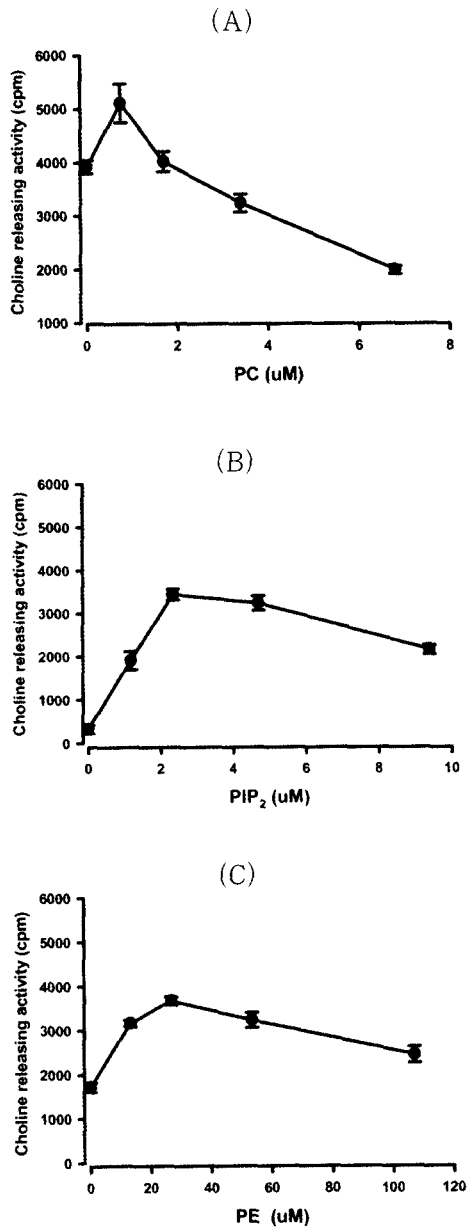 (A)
Choline releasing activity (cpm)
6000
5000
4000
3000
2000
1000
0 2 4 6 8
PC (uM)
(B)
Choline releasing activity (cpm)
6000
5000
4000
3000
2000
1000
0
0 2 4 6 8 10
PIP₂ (uM)
(C)
Choline releasing activity (cpm)
6000
5000
4000
3000
2000
1000
0
0 20 40 60 80 100 120
PE (uM)